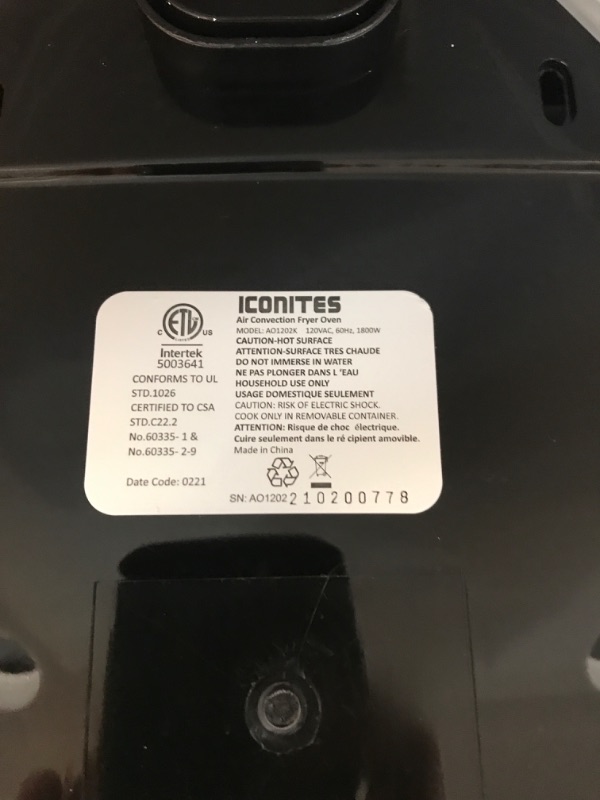 ICONITES
Air Convection Fryer Oven
MODEL: AO1202K 120VAC, 60Hz, 1800W
CAUTION-HOT SURFACE
ATTENTION-SURFACE TRES CHAUDE
DO NOT IMMERSE IN WATER
NE PAS PLONGER DANS L 'EAU
HOUSEHOLD USE ONLY
USAGE DOMESTIQUE SEULEMENT
CAUTION: RISK OF ELECTRIC SHOCK.
COOK ONLY IN REMOVABLE CONTAINER.
ATTENTION: Risque de choc électrique.
Cuire seulement dans le ré cipient amovible.
Made in China
SN: AO1202 210200778
C ETL US
LISTED
Intertek
5003641
CONFORMS TO UL
STD.1026
CERTIFIED TO CSA
STD.C22.2
No.60335- 1 &
No.60335- 2-9
Date Code: 0221